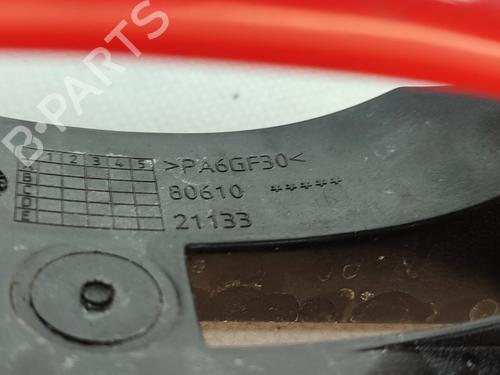 B-PARTS
1 2 3 4 5 >PA6GF30<
A
B
C 80610 *****
D
E 21133